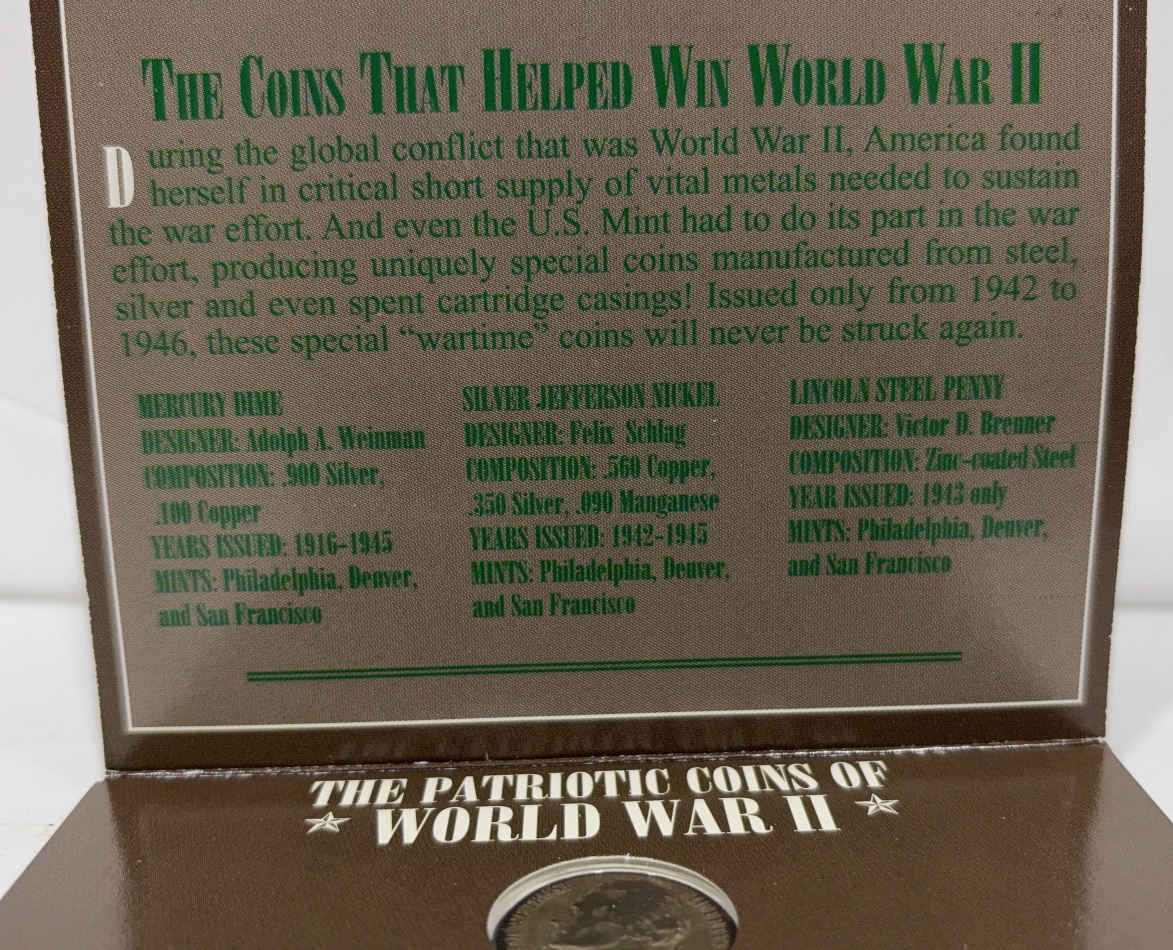 THE COINS THAT HELPED WIN WORLD WAR II
During the global conflict that was World War II, America found
herself in critical short supply of vital metals needed to sustain
the war effort. And even the U.S. Mint had to do its part in the war
effort, producing uniquely special coins manufactured from steel,
silver and even spent cartridge casings! Issued only from 1942 to
1946, these special “wartime” coins will never be struck again.
MERCURY DIME
DESIGNER: Adolph A. Weinman
COMPOSITION: .900 Silver,
.100 Copper
YEARS ISSUED: 1916-1945
MINTS: Philadelphia, Denver,
and San Francisco
SILVER JEFFERSON NICKEL
DESIGNER: Felix Schlag
COMPOSITION: .560 Copper,
.350 Silver, .090 Manganese
YEARS ISSUED: 1942-1945
MINTS: Philadelphia, Denver,
and San Francisco
LINCOLN STEEL PENNY
DESIGNER: Victor D. Brenner
COMPOSITION: Zinc-coated Steel
YEAR ISSUED: 1943 only
MINTS: Philadelphia, Denver,
and San Francisco
THE PATRIOTIC COINS OF
WORLD WAR II